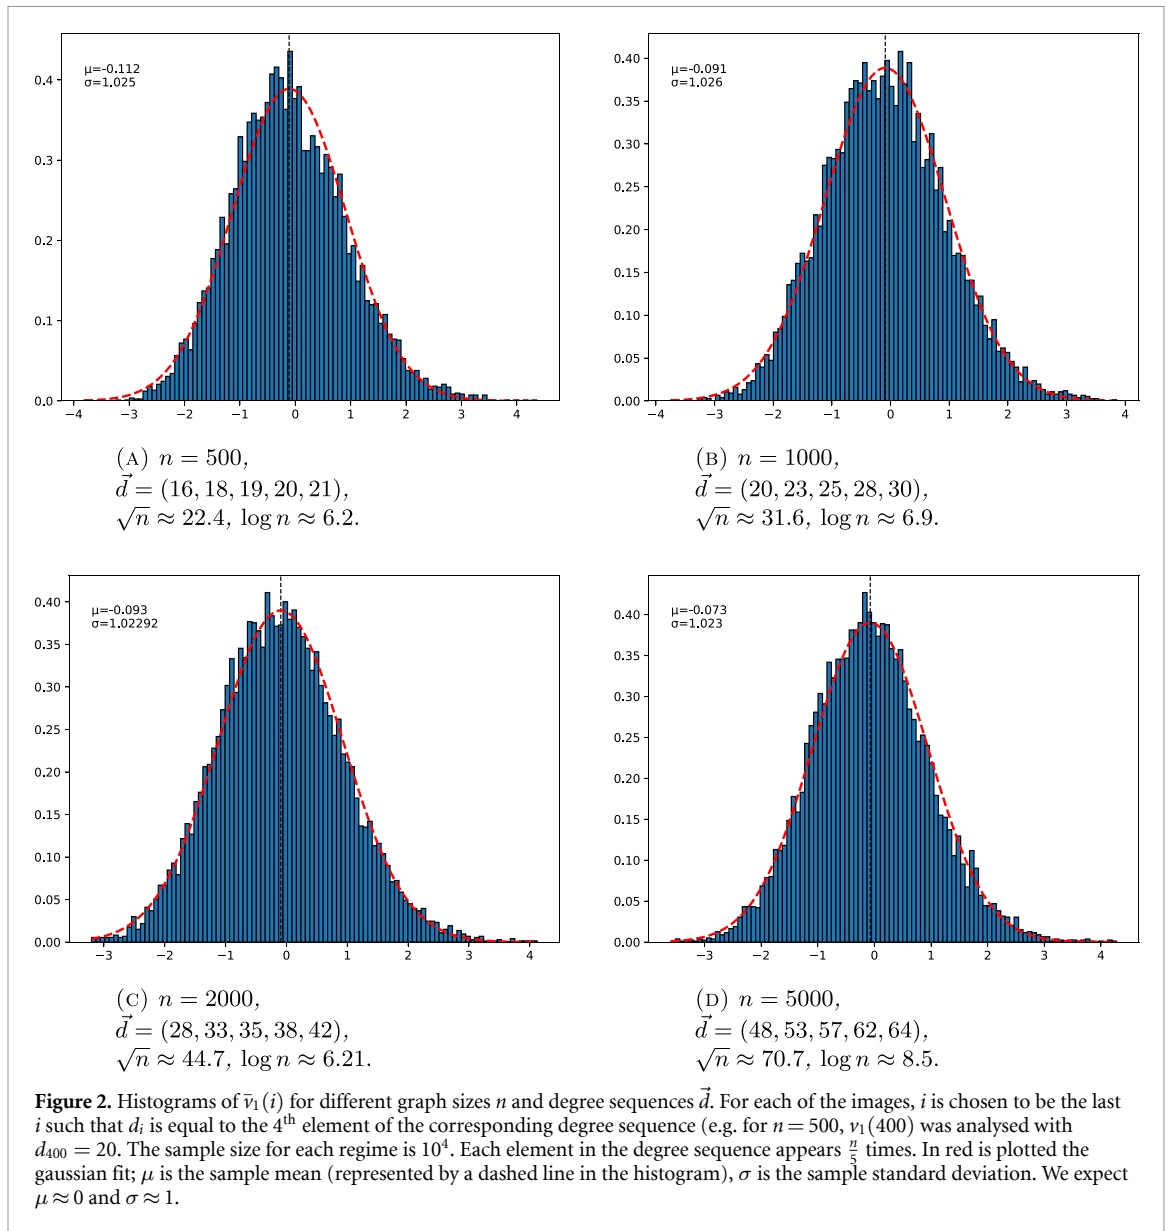 μ=-0.112
σ=1.025
0.4
0.3
0.2
0.1
0.0
−4 −3 −2 −1 0 1 2 3 4
μ=-0.091
σ=1.026
0.40
0.35
0.30
0.25
0.20
0.15
0.10
0.05
0.00
−4 −3 −2 −1 0 1 2 3 4
(A) n = 500,
d⃗ = (16, 18, 19, 20, 21),
√n ≈ 22.4, log n ≈ 6.2.
(B) n = 1000,
d⃗ = (20, 23, 25, 28, 30),
√n ≈ 31.6, log n ≈ 6.9.
μ=-0.093
σ=1.02292
0.40
0.35
0.30
0.25
0.20
0.15
0.10
0.05
0.00
−3 −2 −1 0 1 2 3 4
μ=-0.073
σ=1.023
0.40
0.35
0.30
0.25
0.20
0.15
0.10
0.05
0.00
−3 −2 −1 0 1 2 3 4
(C) n = 2000,
d⃗ = (28, 33, 35, 38, 42),
√n ≈ 44.7, log n ≈ 6.21.
(D) n = 5000,
d⃗ = (48, 53, 57, 62, 64),
√n ≈ 70.7, log n ≈ 8.5.
Figure 2. Histograms of ν̄₁(i) for different graph sizes n and degree sequences d⃗. For each of the images, i is chosen to be the last
i such that dᵢ is equal to the 4th element of the corresponding degree sequence (e.g. for n = 500, ν₁(400) was analysed with
d₄₀₀ = 20. The sample size for each regime is 10⁴. Each element in the degree sequence appears n/5 times. In red is plotted the
gaussian fit; μ is the sample mean (represented by a dashed line in the histogram), σ is the sample standard deviation. We expect
μ ≈ 0 and σ ≈ 1.